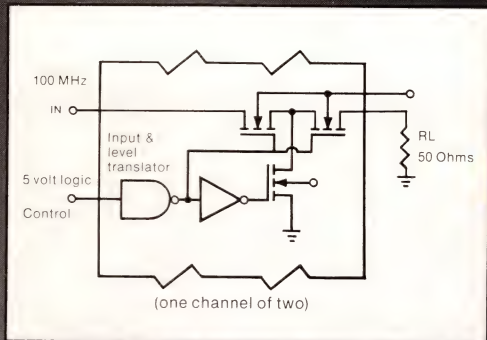 100 MHz
IN
Input &
level
translator
5 volt logic
Control
RL
50 Ohms
(one channel of two)